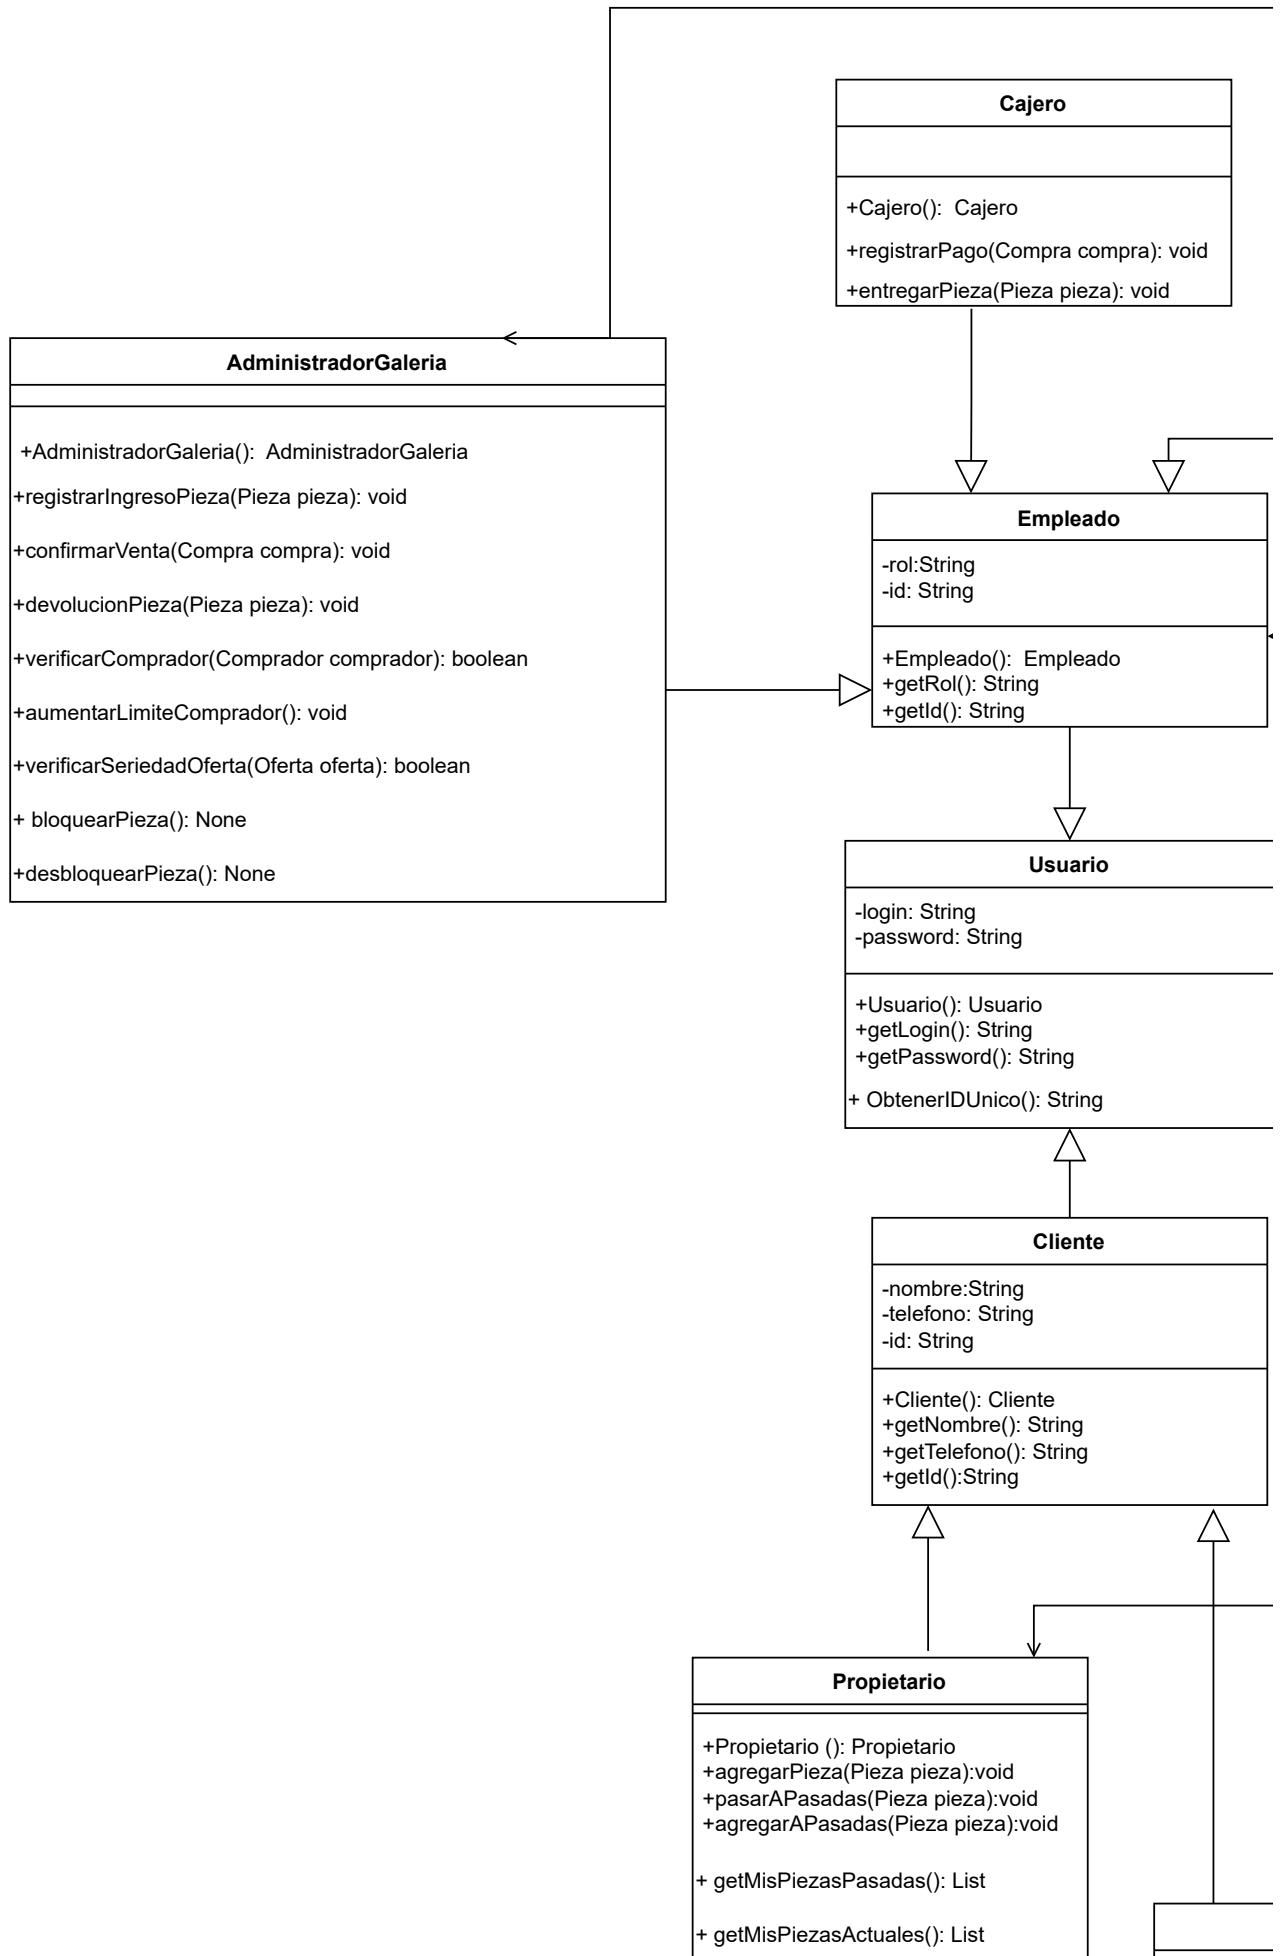 Cajero
+Cajero():  Cajero
+registrarPago(Compra compra): void
+entregarPieza(Pieza pieza): void
AdministradorGaleria
+AdministradorGaleria():  AdministradorGaleria
+registrarIngresoPieza(Pieza pieza): void
+confirmarVenta(Compra compra): void
+devolucionPieza(Pieza pieza): void
+verificarComprador(Comprador comprador): boolean
+aumentarLimiteComprador(): void
+verificarSeriedadOferta(Oferta oferta): boolean
+ bloquearPieza(): None
+desbloquearPieza(): None
Empleado
-rol:String
-id: String
+Empleado():  Empleado
+getRol(): String
+getId(): String
Usuario
-login: String
-password: String
+Usuario(): Usuario
+getLogin(): String
+getPassword(): String
+ ObtenerIDUnico(): String
Cliente
-nombre:String
-telefono: String
-id: String
+Cliente(): Cliente
+getNombre(): String
+getTelefono(): String
+getId():String
Propietario
+Propietario (): Propietario
+agregarPieza(Pieza pieza):void
+pasarAPasadas(Pieza pieza):void
+agregarAPasadas(Pieza pieza):void
+ getMisPiezasPasadas(): List
+ getMisPiezasActuales(): List